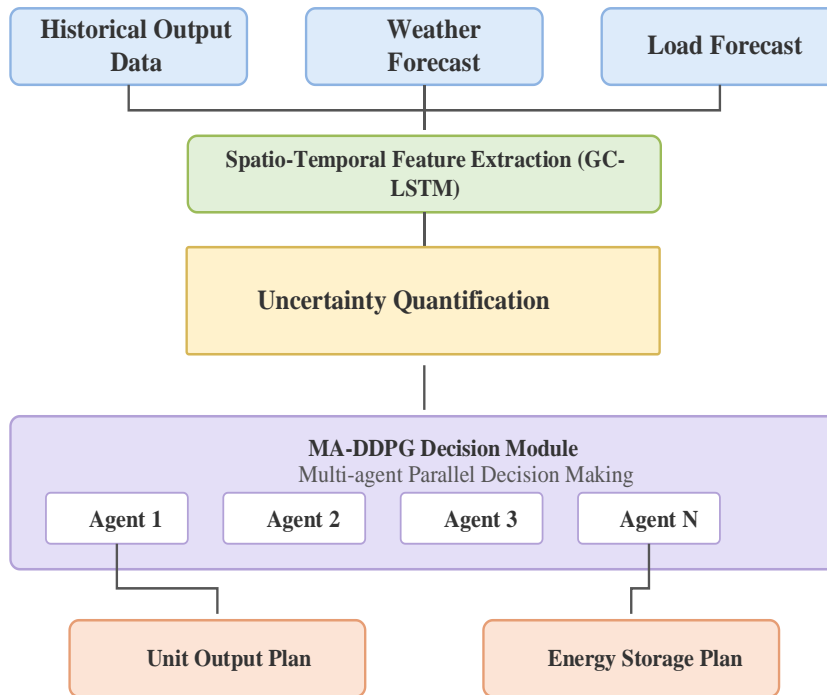 Historical Output
Data
Weather
Forecast
Load Forecast
Spatio-Temporal Feature Extraction (GC-
LSTM)
Uncertainty Quantification
MA-DDPG Decision Module
Multi-agent Parallel Decision Making
Agent 1
Agent 2
Agent 3
Agent N
Unit Output Plan
Energy Storage Plan